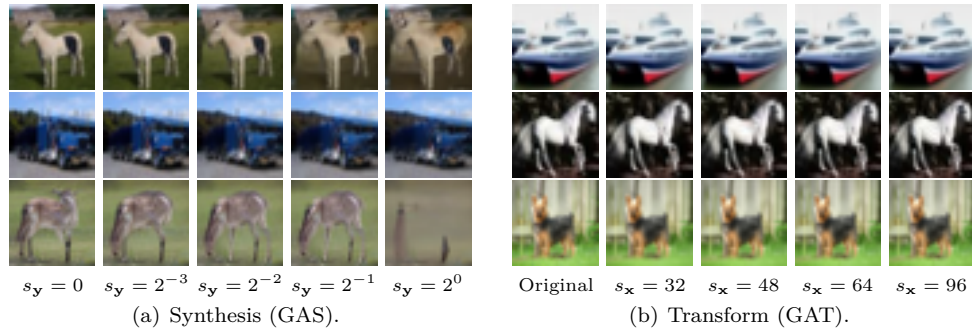 s_y = 0 s_y = 2^{-3} s_y = 2^{-2} s_y = 2^{-1} s_y = 2^0
(a) Synthesis (GAS).
Original s_x = 32 s_x = 48 s_x = 64 s_x = 96
(b) Transform (GAT).